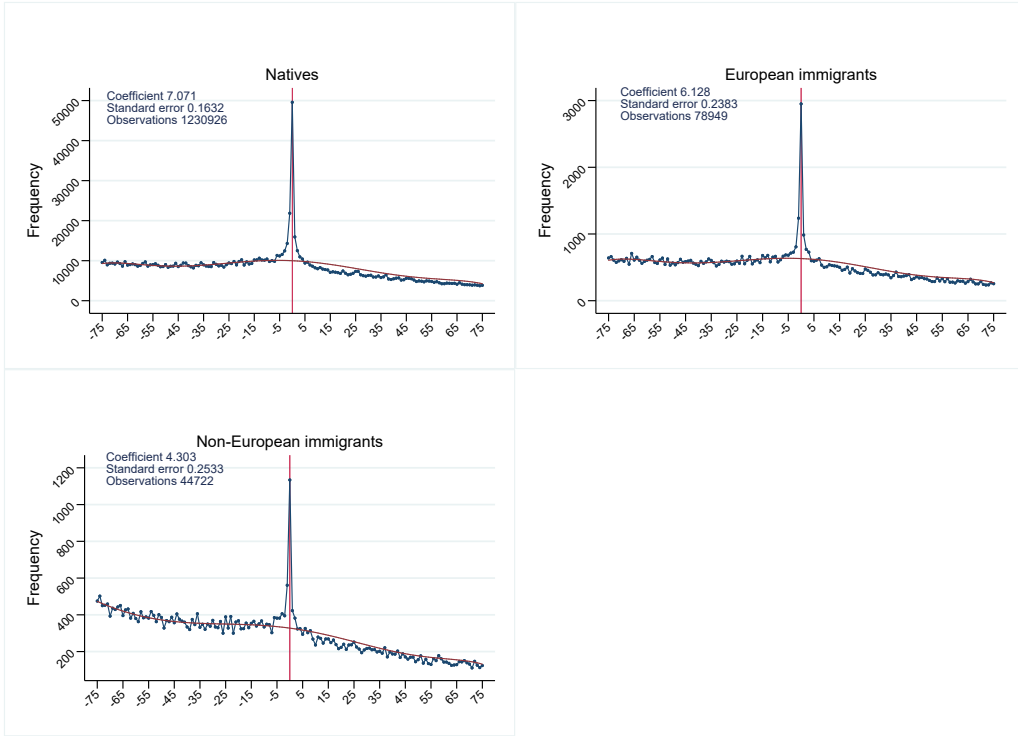 Natives
Coefficient 7.071
Standard error 0.1632
Observations 1230926
Frequency
50000
40000
30000
20000
10000
0
-75 -65 -55 -45 -35 -25 -15 -5 5 15 25 35 45 55 65 75
European immigrants
Coefficient 6.128
Standard error 0.2383
Observations 78949
Frequency
3000
2000
1000
0
-75 -65 -55 -45 -35 -25 -15 -5 5 15 25 35 45 55 65 75
Non-European immigrants
Coefficient 4.303
Standard error 0.2533
Observations 44722
Frequency
1200
1000
800
600
400
200
-75 -65 -55 -45 -35 -25 -15 -5 5 15 25 35 45 55 65 75